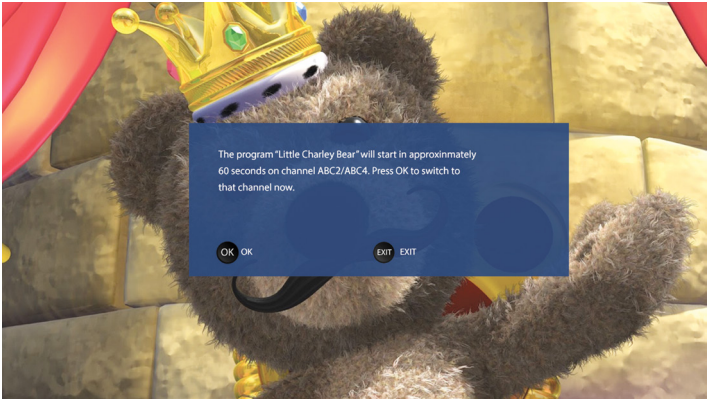 The program “Little Charley Bear” will start in approxinmately
60 seconds on channel ABC2/ABC4. Press OK to switch to
that channel now.
OK OK EXIT EXIT